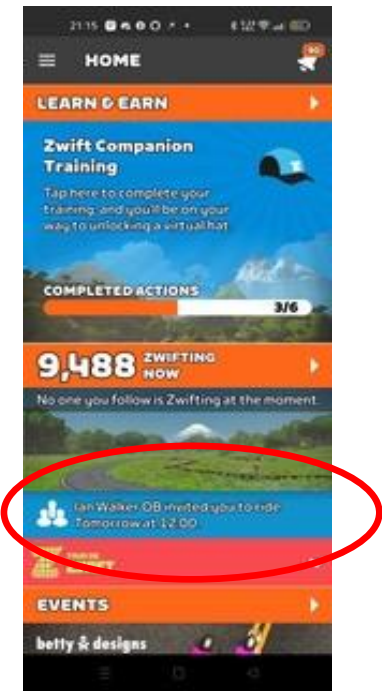 21:15
HOME
LEARN & EARN
Zwift Companion
Training
Tap here to complete your
training, and you'll be on your
way to unlocking a virtual hat.
COMPLETED ACTIONS
3/6
9,488 ZWIFTING
NOW
No one you follow is Zwifting at the moment.
Ian Walker OB invited you to ride
Tomorrow at 12:00
EVENTS
betty & designs